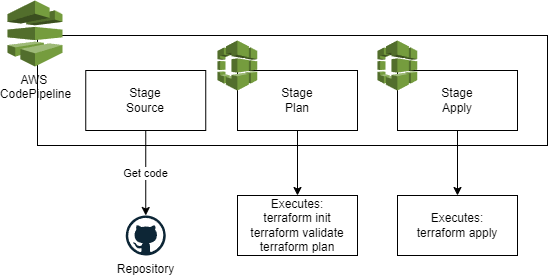 AWS
CodePipeline
Stage
Source
Stage
Plan
Stage
Apply
Get code
Repository
Executes:
terraform init
terraform validate
terraform plan
Executes:
terraform apply